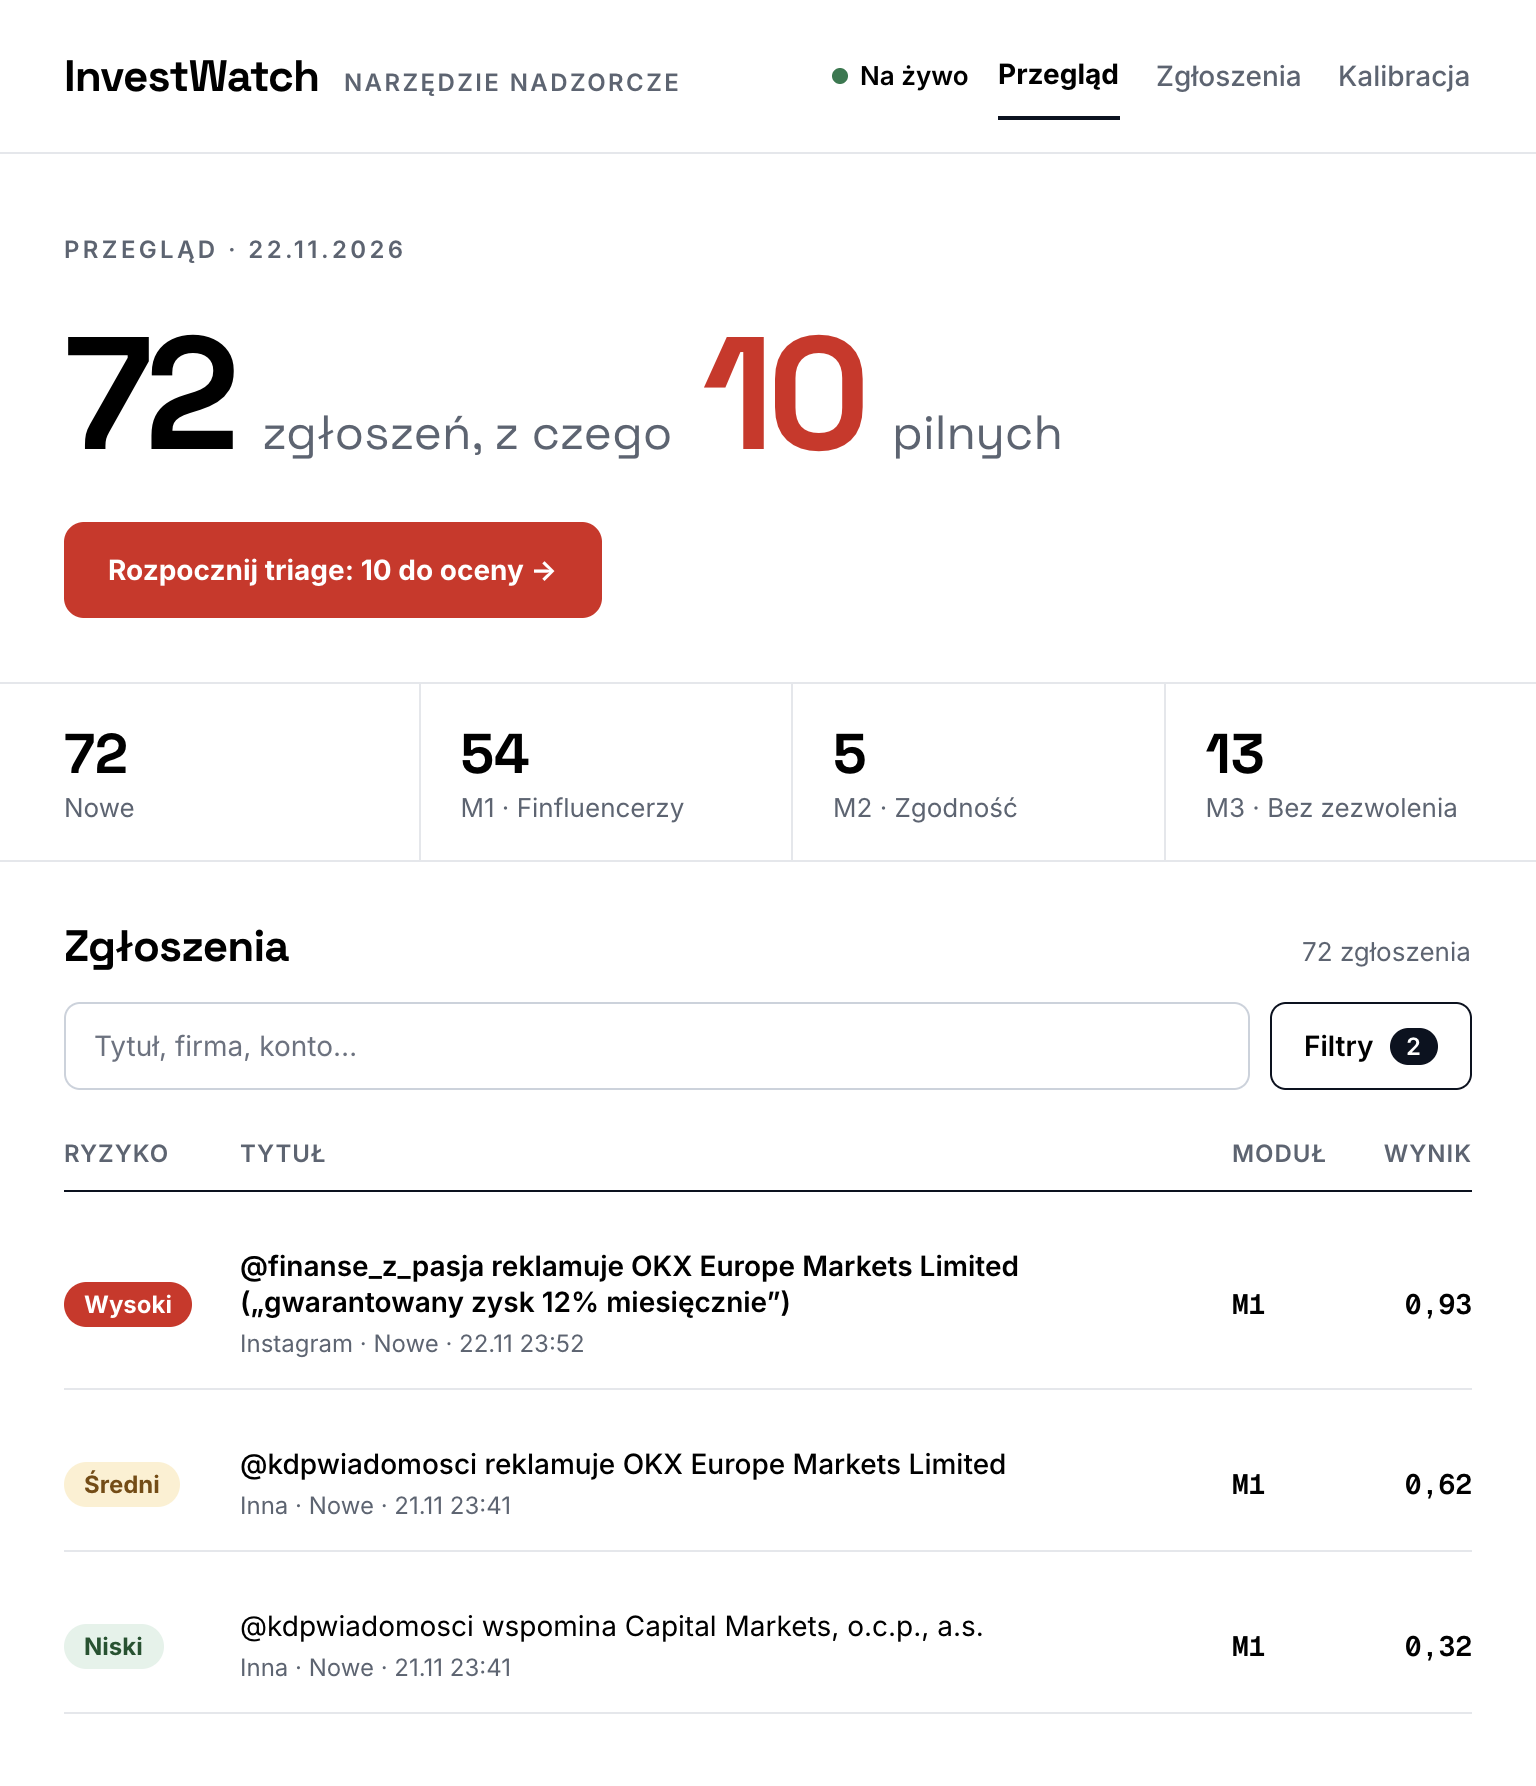 InvestWatch NARZĘDZIE NADZORCZE Na żywo Przegląd Zgłoszenia Kalibracja
PRZEGLĄD · 22.11.2026
72 zgłoszeń, z czego 10 pilnych
Rozpocznij triage: 10 do oceny →
72 54 5 13
Nowe M1 · Finfluencerzy M2 · Zgodność M3 · Bez zezwolenia
Zgłoszenia 72 zgłoszenia
Tytuł, firma, konto... Filtry 2
RYZYKO TYTUŁ MODUŁ WYNIK
@finanse_z_pasja reklamuje OKX Europe Markets Limited
Wysoki („gwarantowany zysk 12% miesięcznie”) M1 0,93
Instagram · Nowe · 22.11 23:52
@kdpwiadomosci reklamuje OKX Europe Markets Limited
Średni M1 0,62
Inna · Nowe · 21.11 23:41
@kdpwiadomosci wspomina Capital Markets, o.c.p., a.s.
Niski M1 0,32
Inna · Nowe · 21.11 23:41